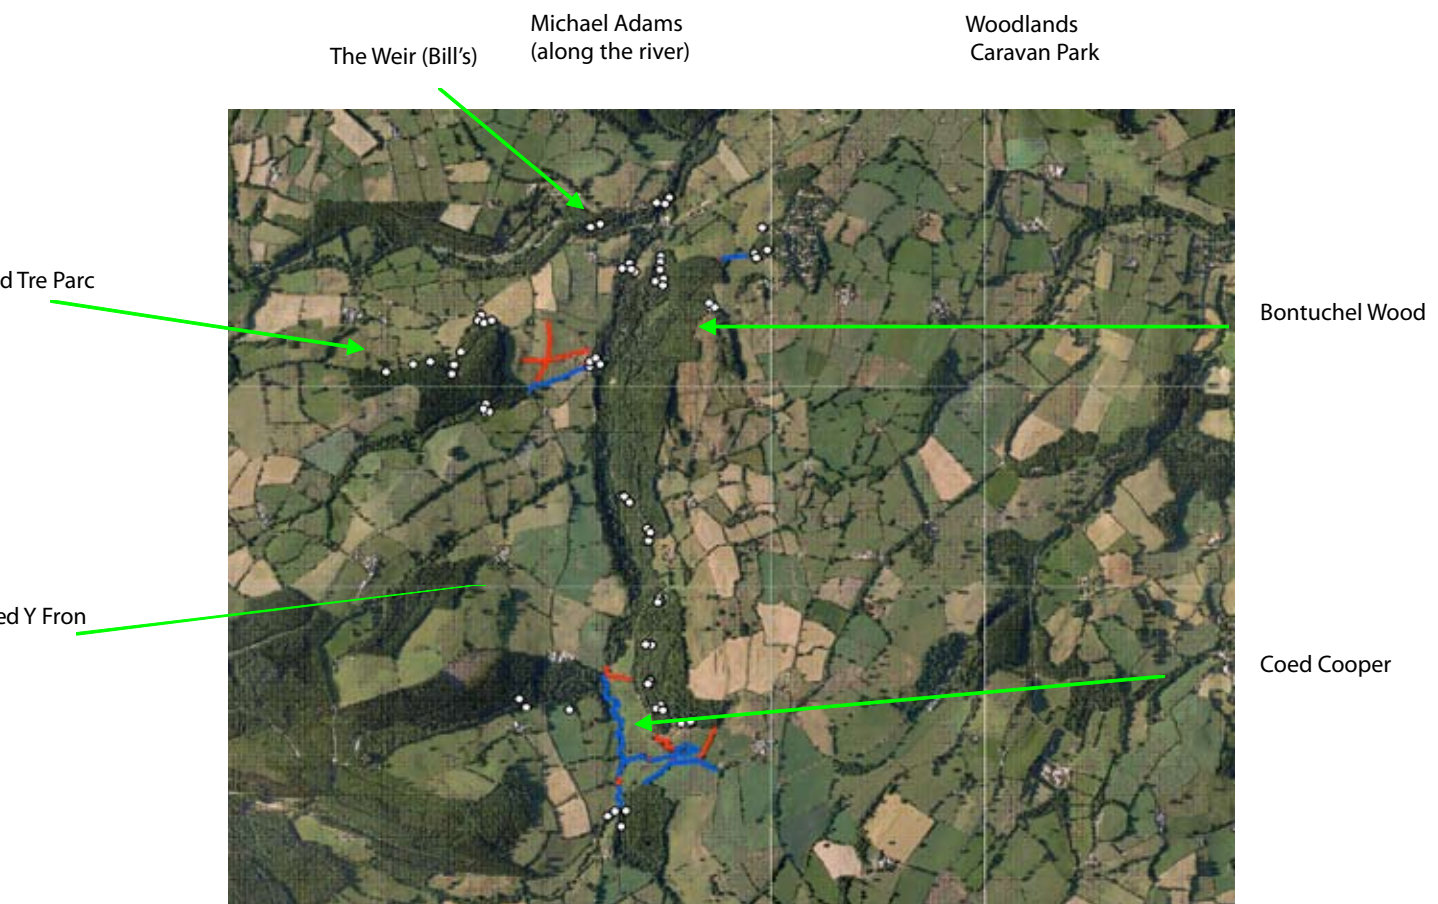 Michael Adams
(along the river)
Woodlands
Caravan Park
The Weir (Bill's)
d Tre Parc
Bontuchel Wood
ed Y Fron
Coed Cooper